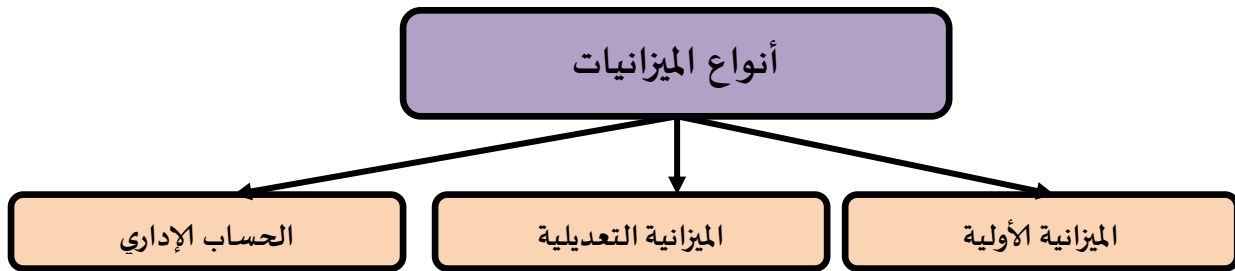 أنواع الميزانيات
الميزانية الأولية
الميزانية التعديلية
الحساب الإداري